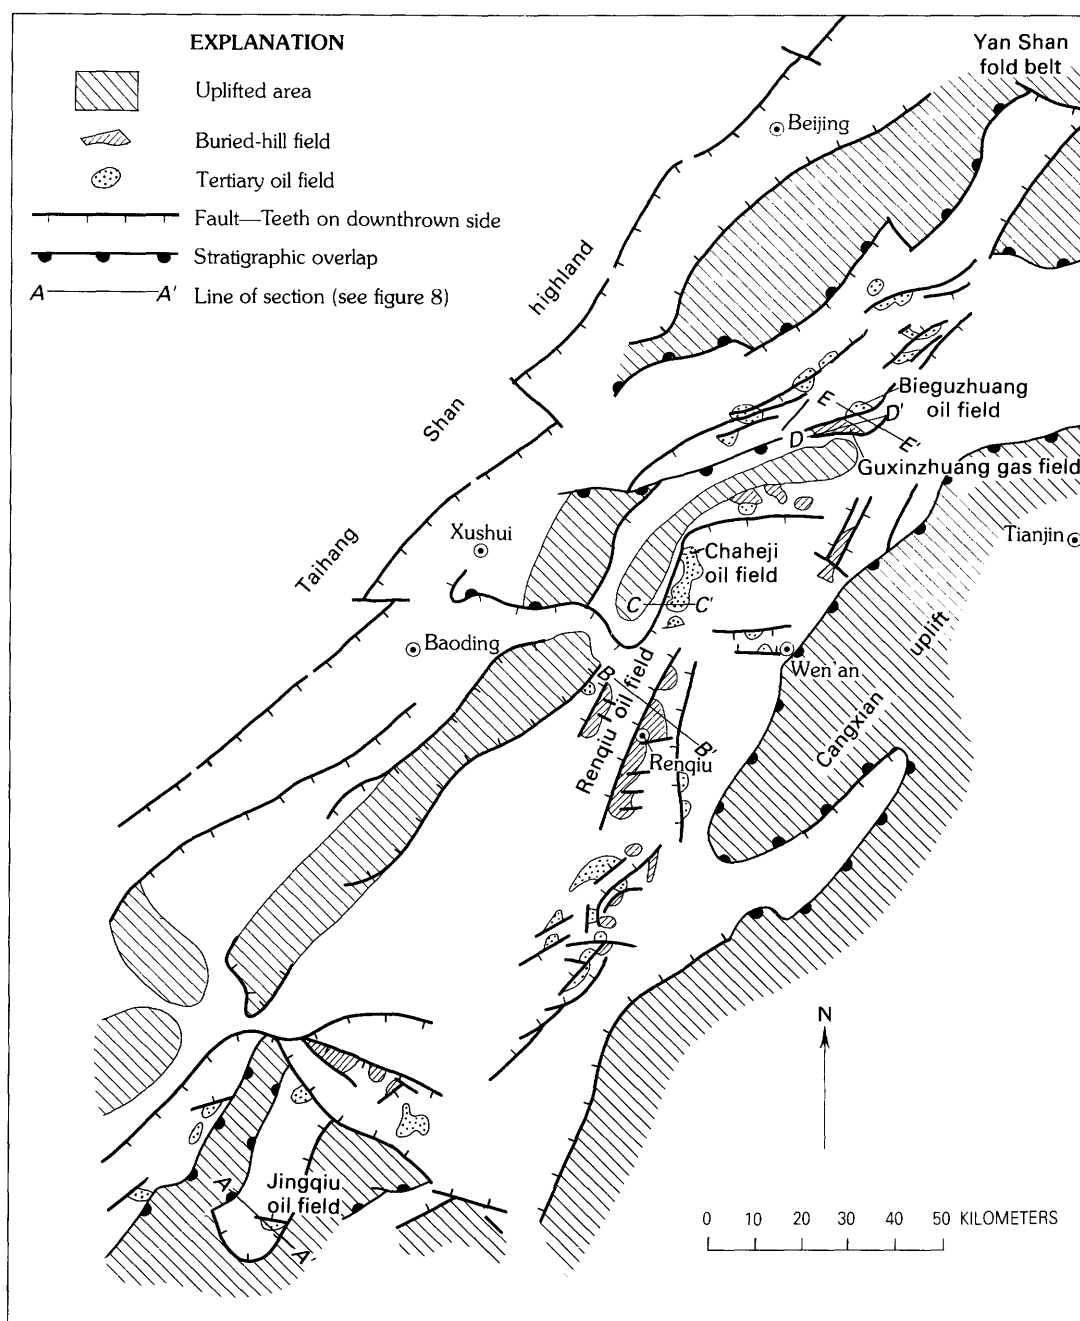 EXPLANATION
Uplifted area
Buried-hill field
Tertiary oil field
Fault—Teeth on downthrown side
Stratigraphic overlap
A A' Line of section (see figure 8)
Yan Shan
fold belt
Beijing
highland
Shan
Taihang
Bieguzhuang
oil field
E
D'
D
E'
Guxinzhuang gas field
Xushui
Tianjin
Chaheji
oil field
C C'
Baoding
uplift
Wen'an
B
Renqiu oil field
Cangxian
B'
Renqiu
N
Jingqiu
oil field
A
A'
0 10 20 30 40 50 KILOMETERS